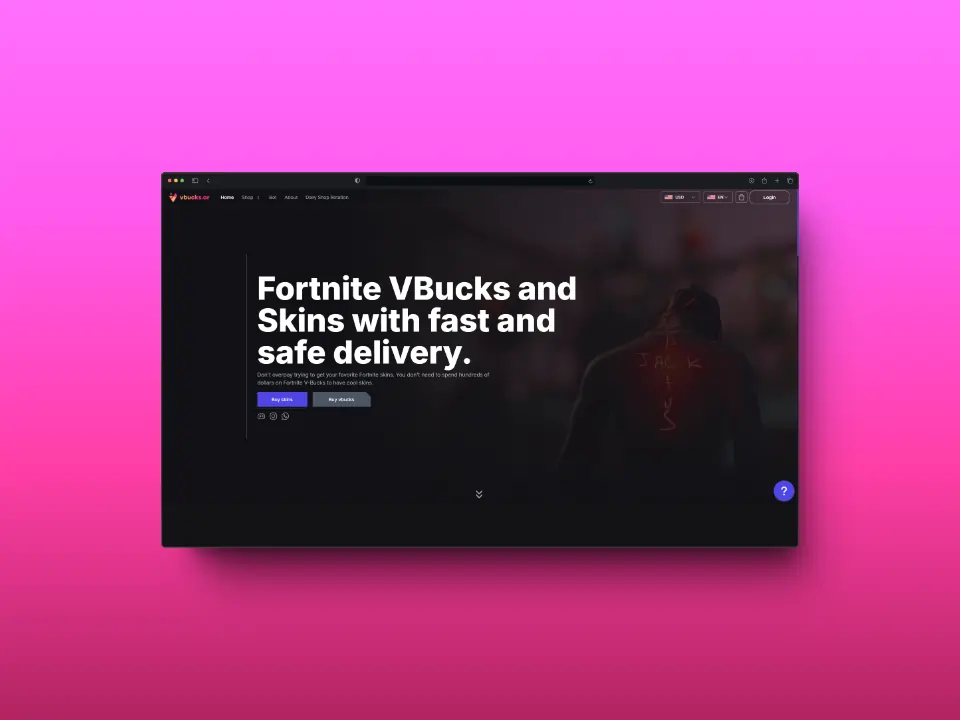 vbucks.ar
Home Shop Bot About Daily Shop Rotation
USD EN Login
Fortnite VBucks and
Skins with fast and
safe delivery.
Don't overpay trying to get your favorite Fortnite skins. You don't need to spend hundreds of
dollars on Fortnite V-Bucks to have cool skins.
Buy skins Buy vbucks
JACK
?